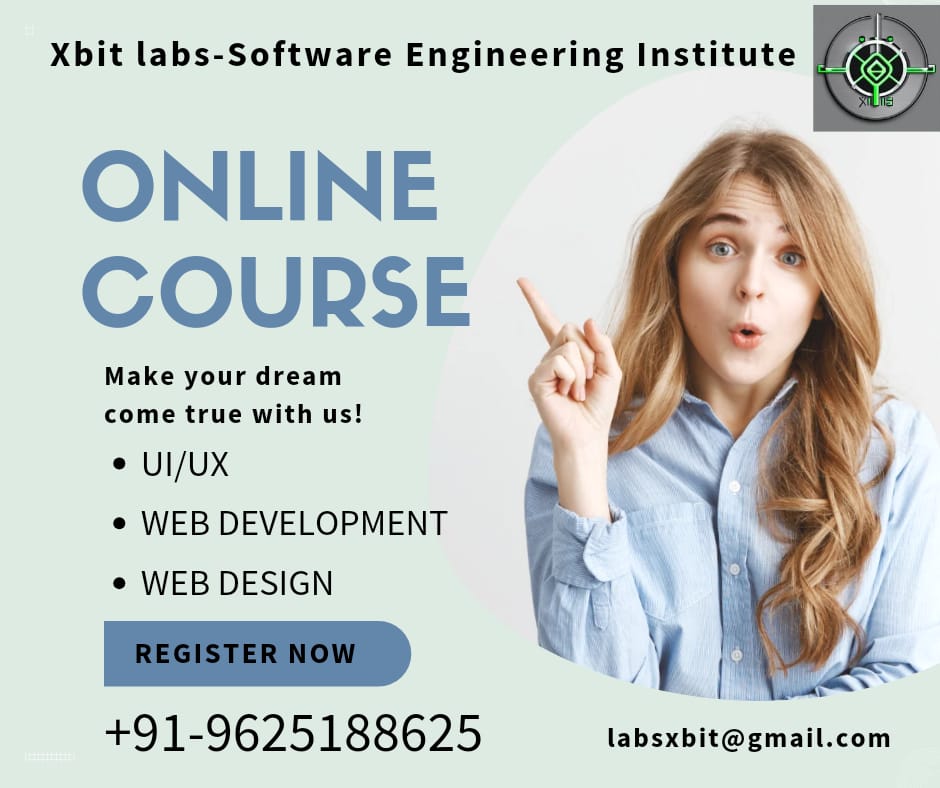 Xbit labs-Software Engineering Institute
ONLINE
COURSE
Make your dream
come true with us!
• UI/UX
• WEB DEVELOPMENT
• WEB DESIGN
REGISTER NOW
+91-9625188625
labsxbit@gmail.com